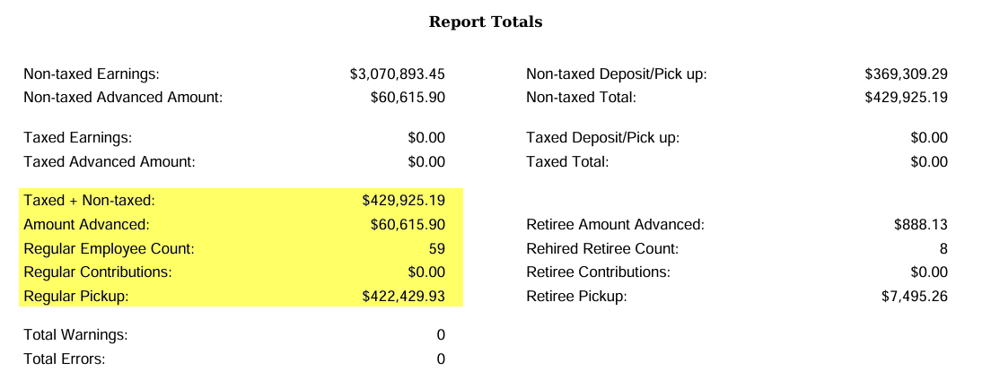 Report Totals
Non-taxed Earnings: $3,070,893.45 Non-taxed Deposit/Pick up: $369,309.29
Non-taxed Advanced Amount: $60,615.90 Non-taxed Total: $429,925.19
Taxed Earnings: $0.00 Taxed Deposit/Pick up: $0.00
Taxed Advanced Amount: $0.00 Taxed Total: $0.00
Taxed + Non-taxed: $429,925.19
Amount Advanced: $60,615.90 Retiree Amount Advanced: $888.13
Regular Employee Count: 59 Rehired Retiree Count: 8
Regular Contributions: $0.00 Retiree Contributions: $0.00
Regular Pickup: $422,429.93 Retiree Pickup: $7,495.26
Total Warnings: 0
Total Errors: 0